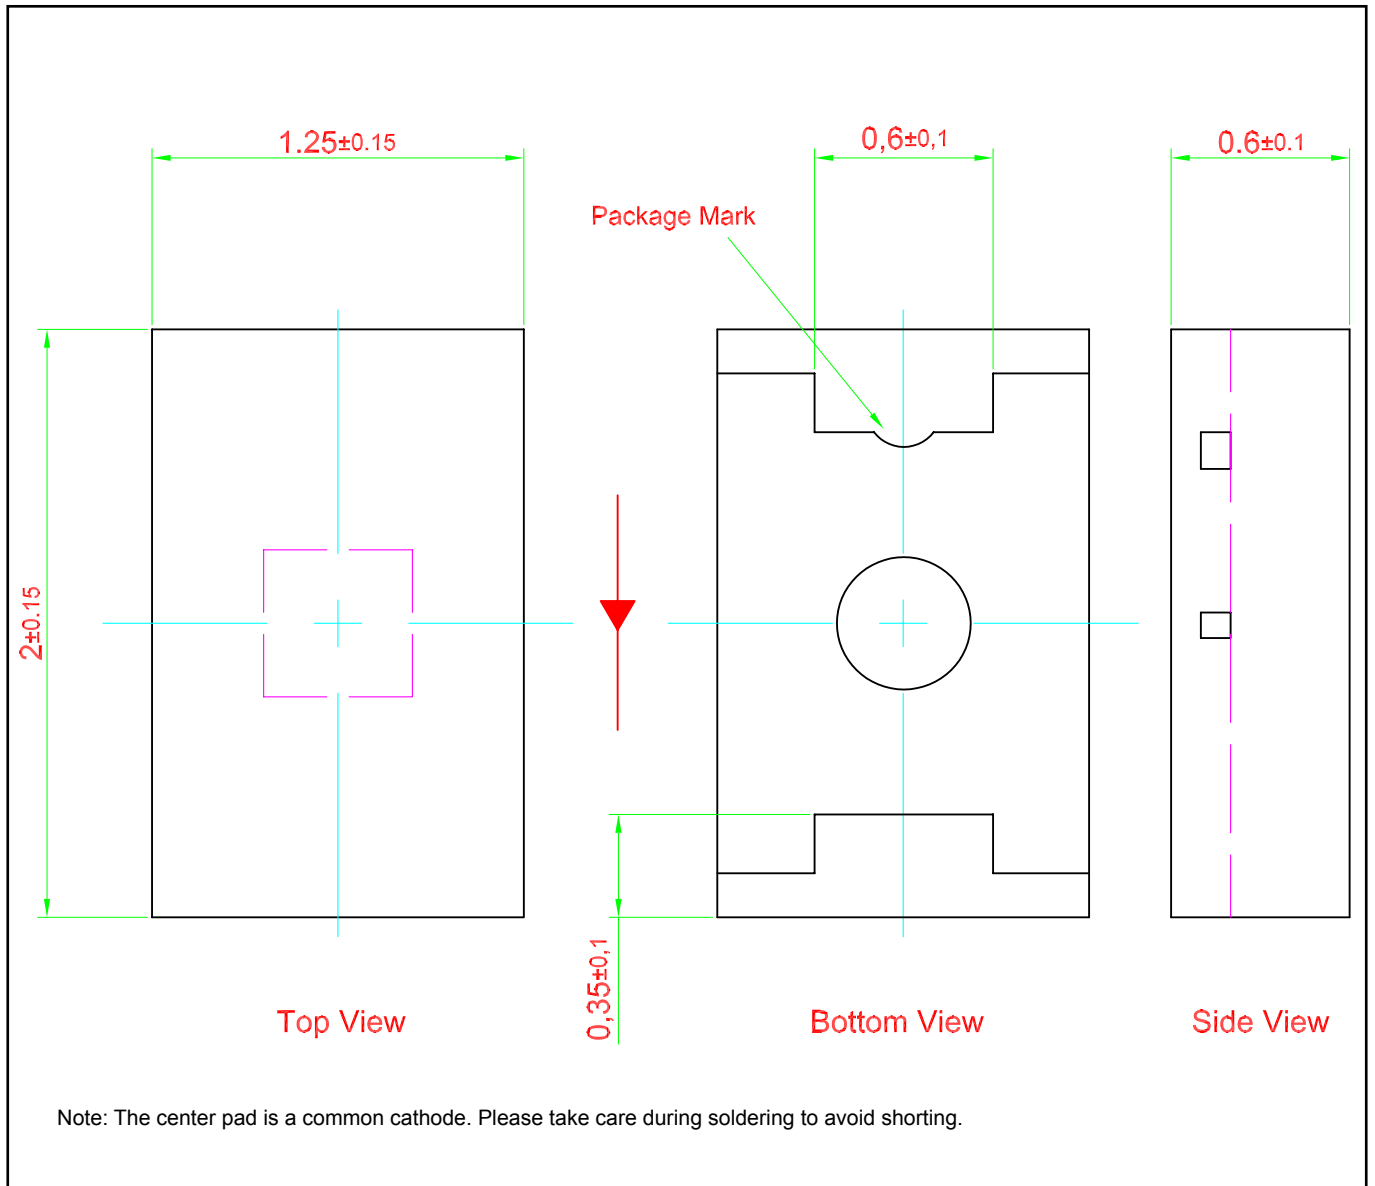 1.25±0.15
0,6±0,1
0.6±0.1
Package Mark
2±0.15
0,35±0,1
Top View
Bottom View
Side View
Note: The center pad is a common cathode. Please take care during soldering to avoid shorting.